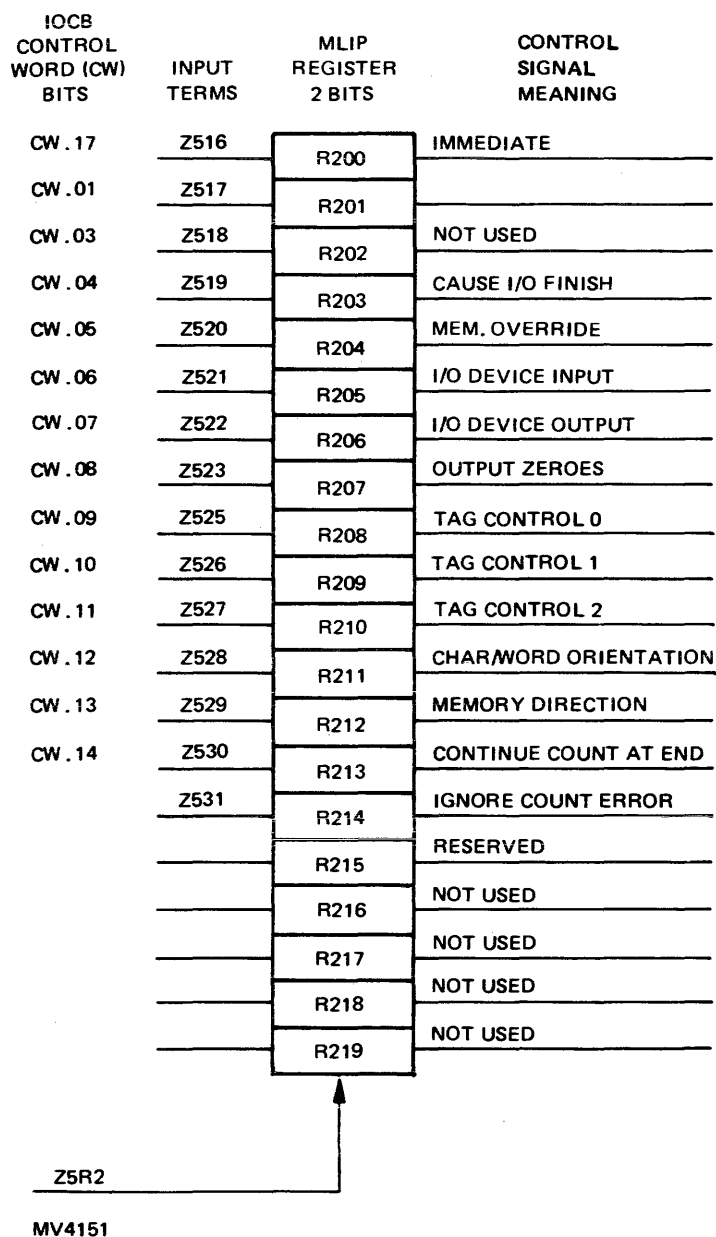 IOCB CONTROL WORD (CW) BITS
INPUT TERMS
MLIP REGISTER 2 BITS
CONTROL SIGNAL MEANING
CW.17 Z516 R200 IMMEDIATE
CW.01 Z517 R201
CW.03 Z518 R202 NOT USED
CW.04 Z519 R203 CAUSE I/O FINISH
CW.05 Z520 R204 MEM. OVERRIDE
CW.06 Z521 R205 I/O DEVICE INPUT
CW.07 Z522 R206 I/O DEVICE OUTPUT
CW.08 Z523 R207 OUTPUT ZEROES
CW.09 Z525 R208 TAG CONTROL 0
CW.10 Z526 R209 TAG CONTROL 1
CW.11 Z527 R210 TAG CONTROL 2
CW.12 Z528 R211 CHAR/WORD ORIENTATION
CW.13 Z529 R212 MEMORY DIRECTION
CW.14 Z530 R213 CONTINUE COUNT AT END
Z531 R214 IGNORE COUNT ERROR
R215 RESERVED
R216 NOT USED
R217 NOT USED
R218 NOT USED
R219 NOT USED
Z5R2
MV4151